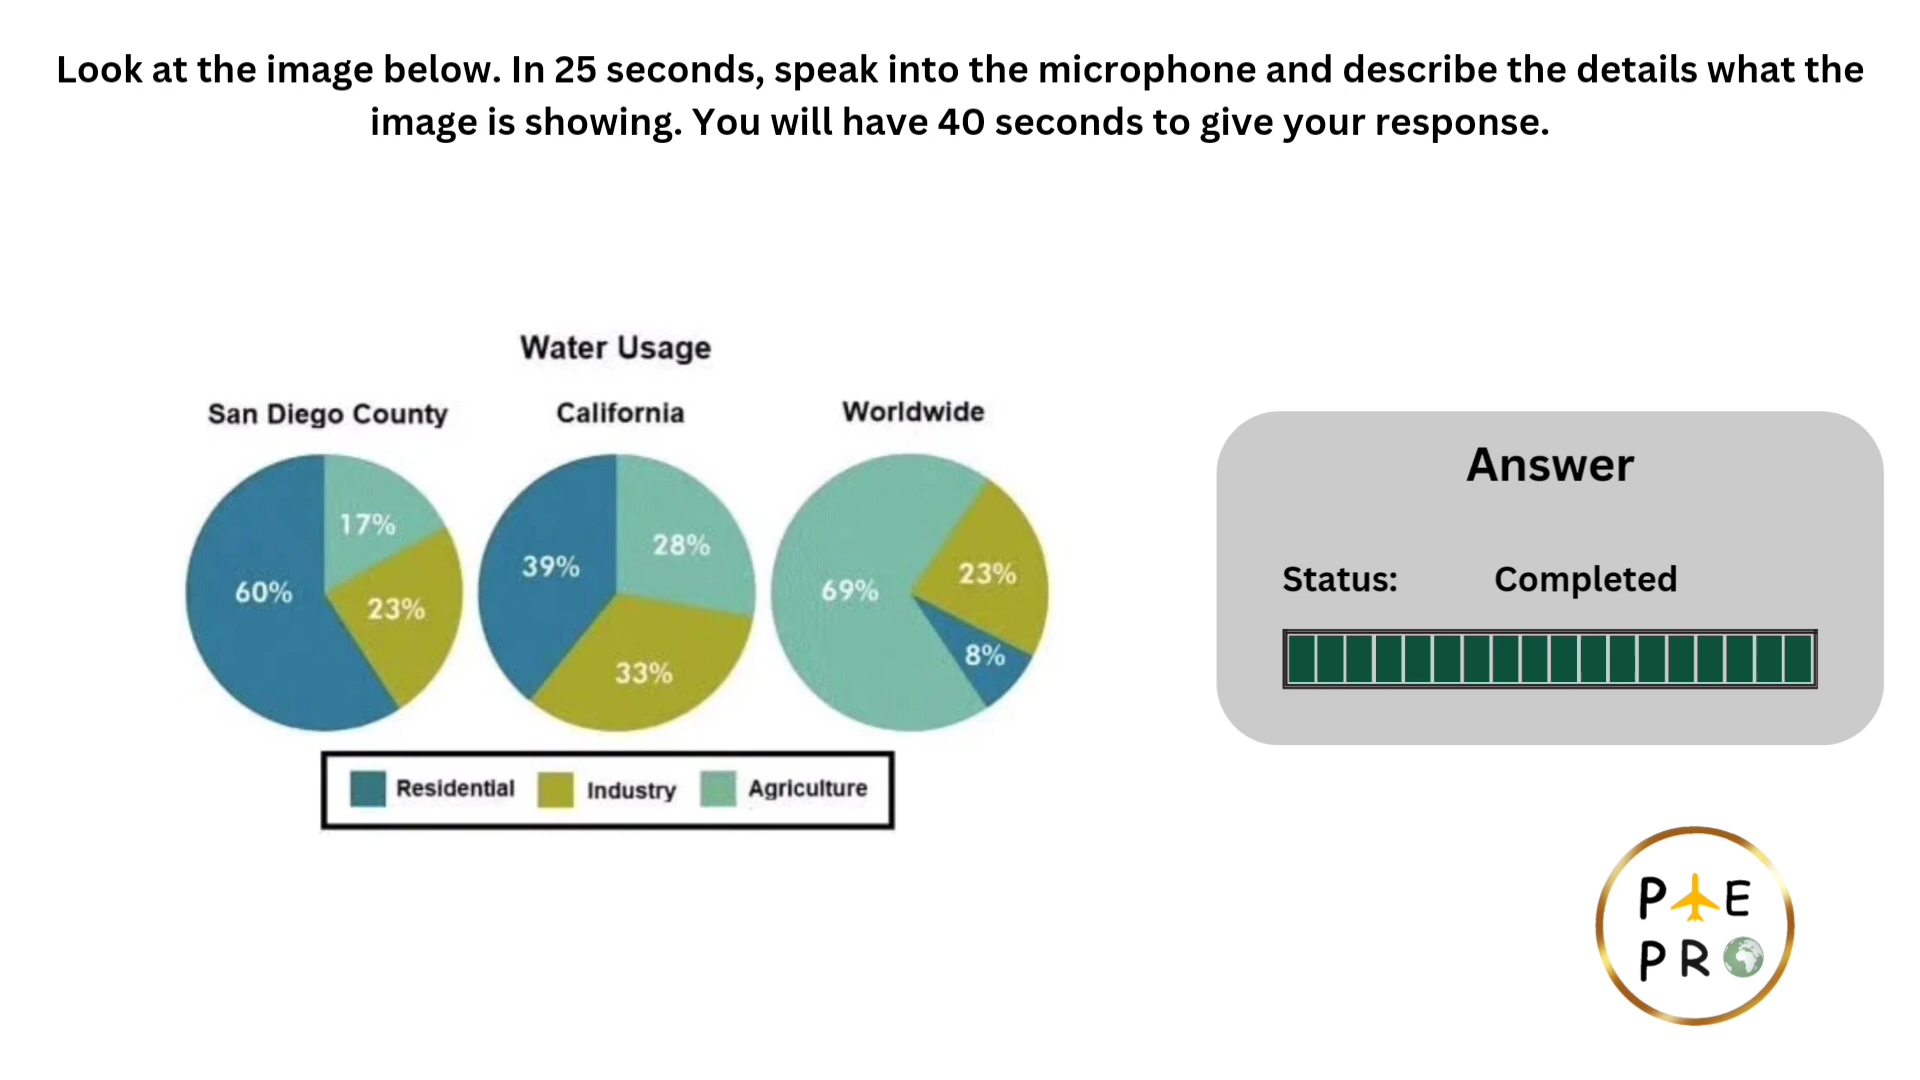 Look at the image below. In 25 seconds, speak into the microphone and describe the details what the
image is showing. You will have 40 seconds to give your response.
Water Usage
San Diego County
California
Worldwide
17%
60%
23%
39%
28%
33%
69%
23%
8%
Residential
Industry
Agriculture
Answer
Status: Completed
P E
P R